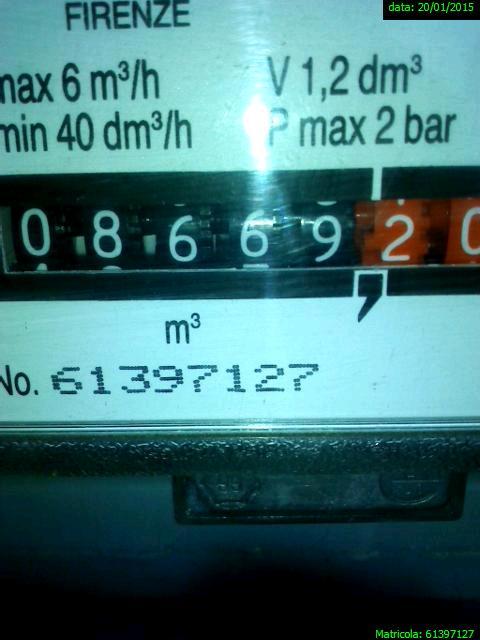 data: 20/01/2015
FIRENZE
max 6 m³/h
V 1,2 dm³
min 40 dm³/h
P max 2 bar
0 8 6 6 9 , 2 0
m³
No. 61397127
Matricola: 61397127